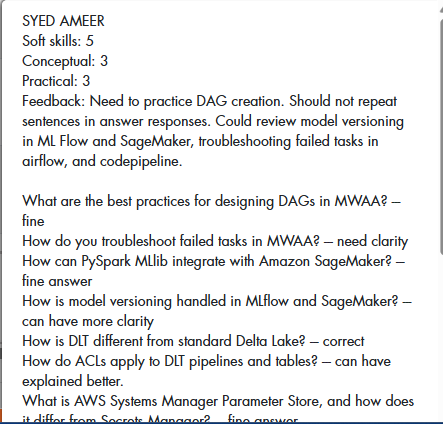 SYED AMEER
Soft skills: 5
Conceptual: 3
Practical: 3
Feedback: Need to practice DAG creation. Should not repeat
sentences in answer responses. Could review model versioning
in ML Flow and SageMaker, troubleshooting failed tasks in
airflow, and codepipeline.
What are the best practices for designing DAGs in MWAA? –
fine
How do you troubleshoot failed tasks in MWAA? – need clarity
How can PySpark MLlib integrate with Amazon SageMaker? –
fine answer
How is model versioning handled in MLflow and SageMaker? –
can have more clarity
How is DLT different from standard Delta Lake? – correct
How do ACLs apply to DLT pipelines and tables? – can have
explained better.
What is AWS Systems Manager Parameter Store, and how does
it differ from Secrets Manager? – fine answer